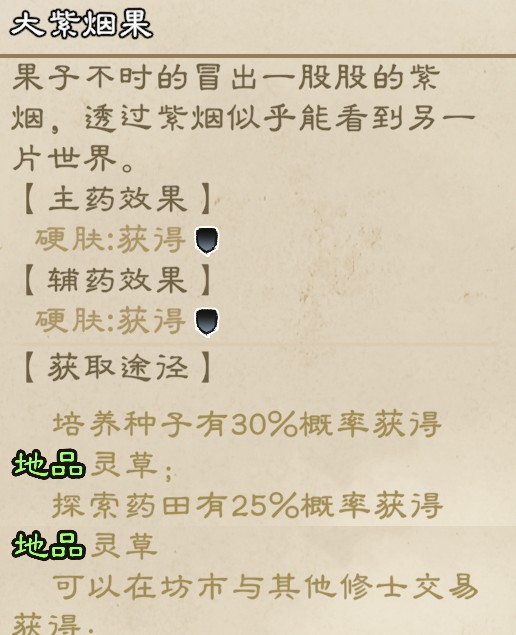 大紫烟果
果子不时的冒出一股股的紫
烟，透过紫烟似乎能看到另一
片世界。
【主药效果】
硬肤:获得
【辅药效果】
硬肤:获得
【获取途径】
培养种子有30%概率获得
地品灵草;
探索药田有25%概率获得
地品灵草
可以在坊市与其他修士交易
获得;